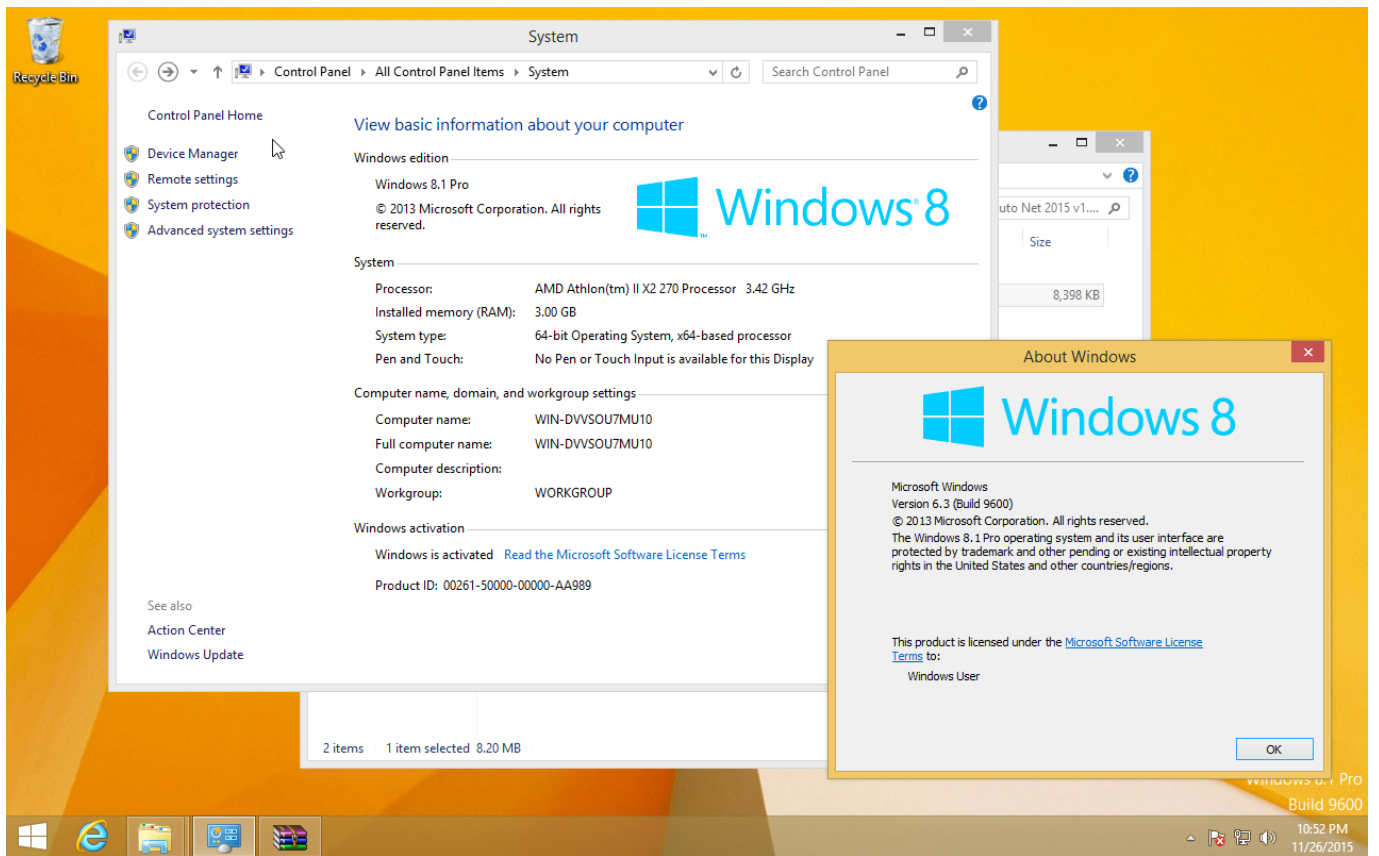 Recycle Bin
System
Control Panel All Control Panel Items System
Search Control Panel
Control Panel Home
Device Manager
Remote settings
System protection
Advanced system settings
See also
Action Center
Windows Update
View basic information about your computer
Windows edition
Windows 8.1 Pro
© 2013 Microsoft Corporation. All rights
reserved.
Windows® 8
™
System
Processor: AMD Athlon(tm) II X2 270 Processor 3.42 GHz
Installed memory (RAM): 3.00 GB
System type: 64-bit Operating System, x64-based processor
Pen and Touch: No Pen or Touch Input is available for this Display
Computer name, domain, and workgroup settings
Computer name: WIN-DVVSOU7MU10
Full computer name: WIN-DVVSOU7MU10
Computer description:
Workgroup: WORKGROUP
Windows activation
Windows is activated Read the Microsoft Software License Terms
Product ID: 00261-50000-00000-AA989
uto Net 2015 v1....
Size
8,398 KB
2 items 1 item selected 8.20 MB
About Windows
Windows 8
Microsoft Windows
Version 6.3 (Build 9600)
© 2013 Microsoft Corporation. All rights reserved.
The Windows 8.1 Pro operating system and its user interface are
protected by trademark and other pending or existing intellectual property
rights in the United States and other countries/regions.
This product is licensed under the Microsoft Software License
Terms to:
Windows User
OK
Windows 8.1 Pro
Build 9600
10:52 PM
11/26/2015